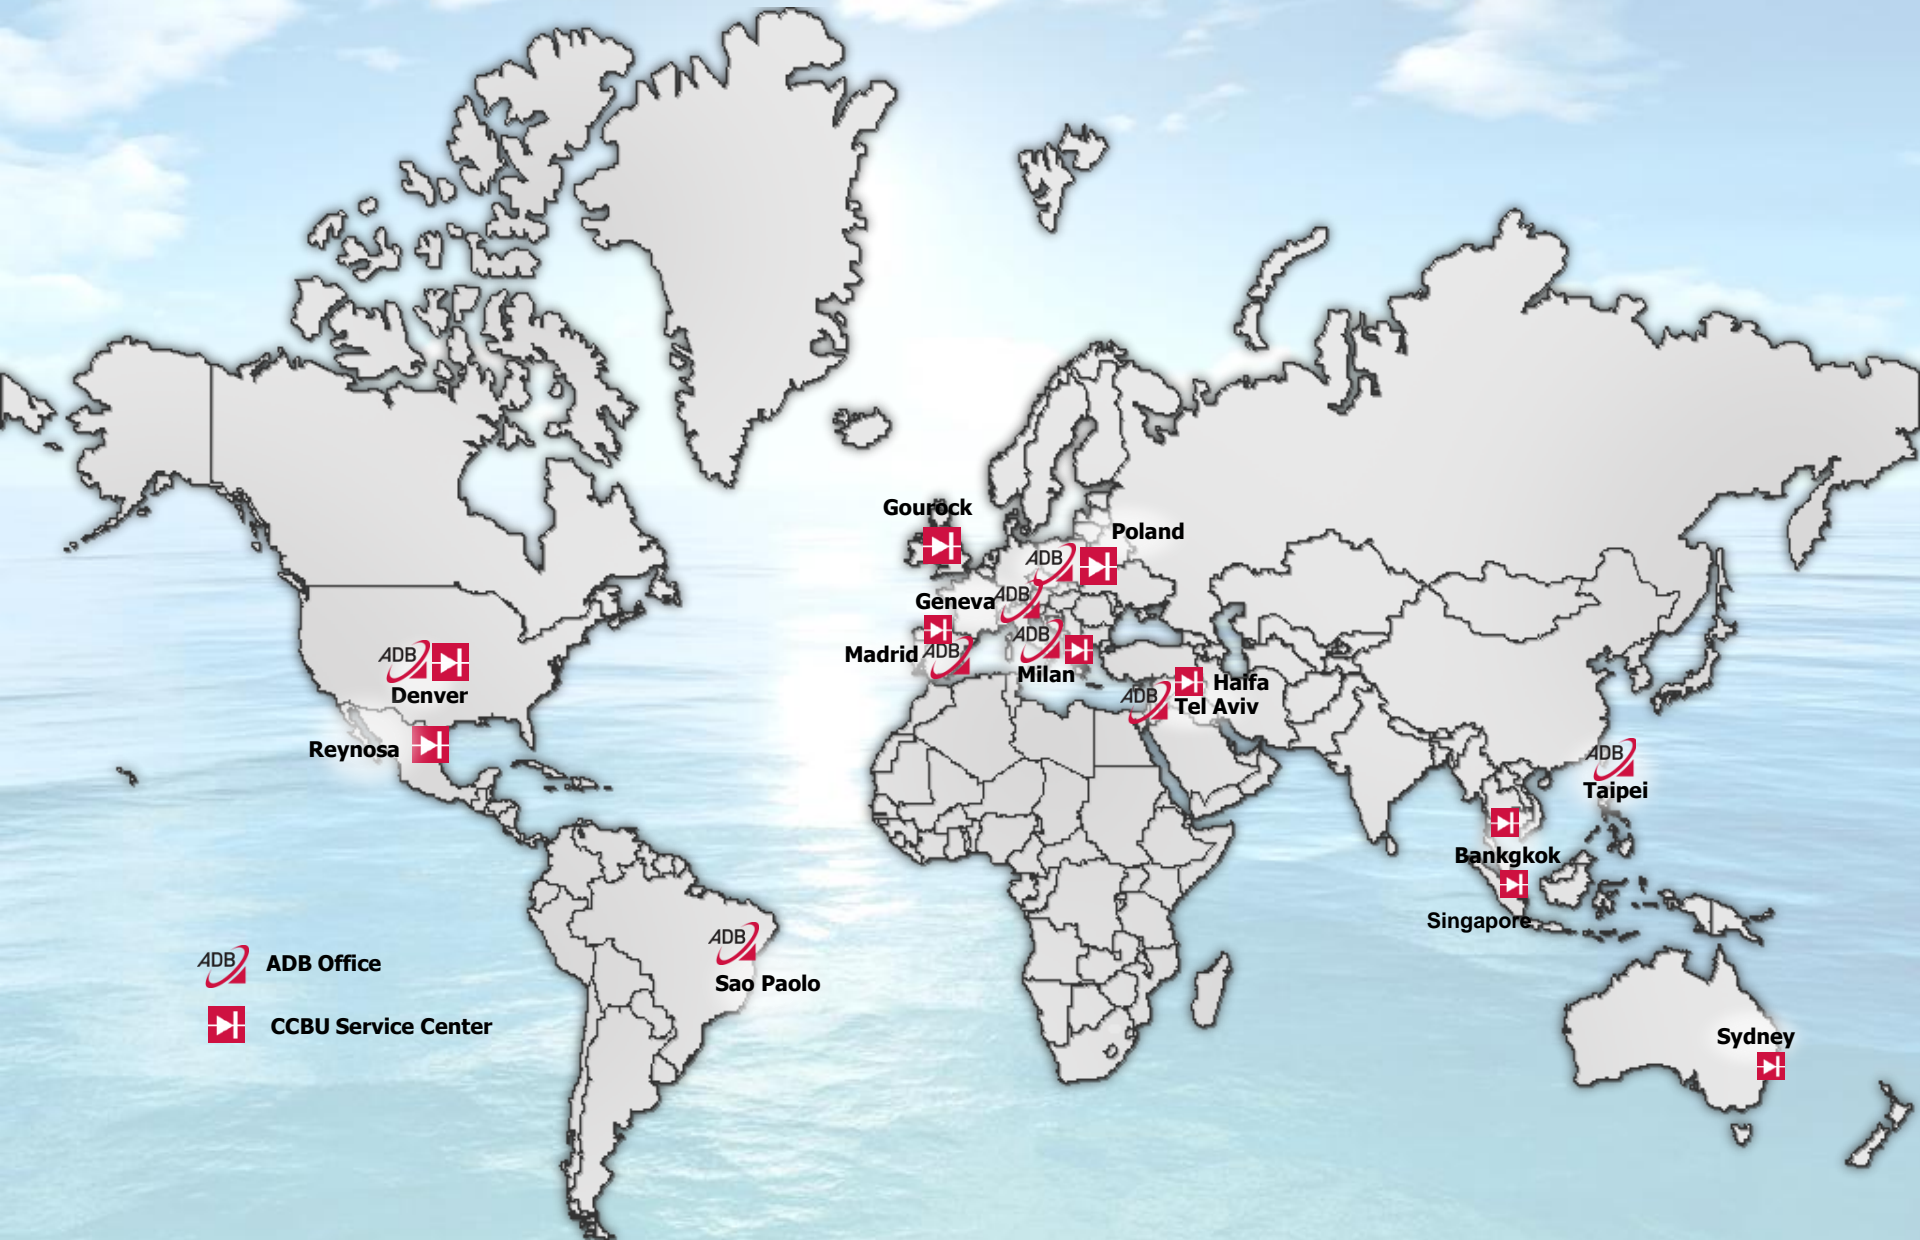 Gourock
ADB
Poland
Geneva
ADB
Madrid
ADB
ADB
Milan
ADB
Denver
Haifa
ADB
Tel Aviv
Reynosa
ADB
Taipei
Bankgkok
Singapore
ADB
Sao Paolo
ADB
ADB Office
CCBU Service Center
Sydney